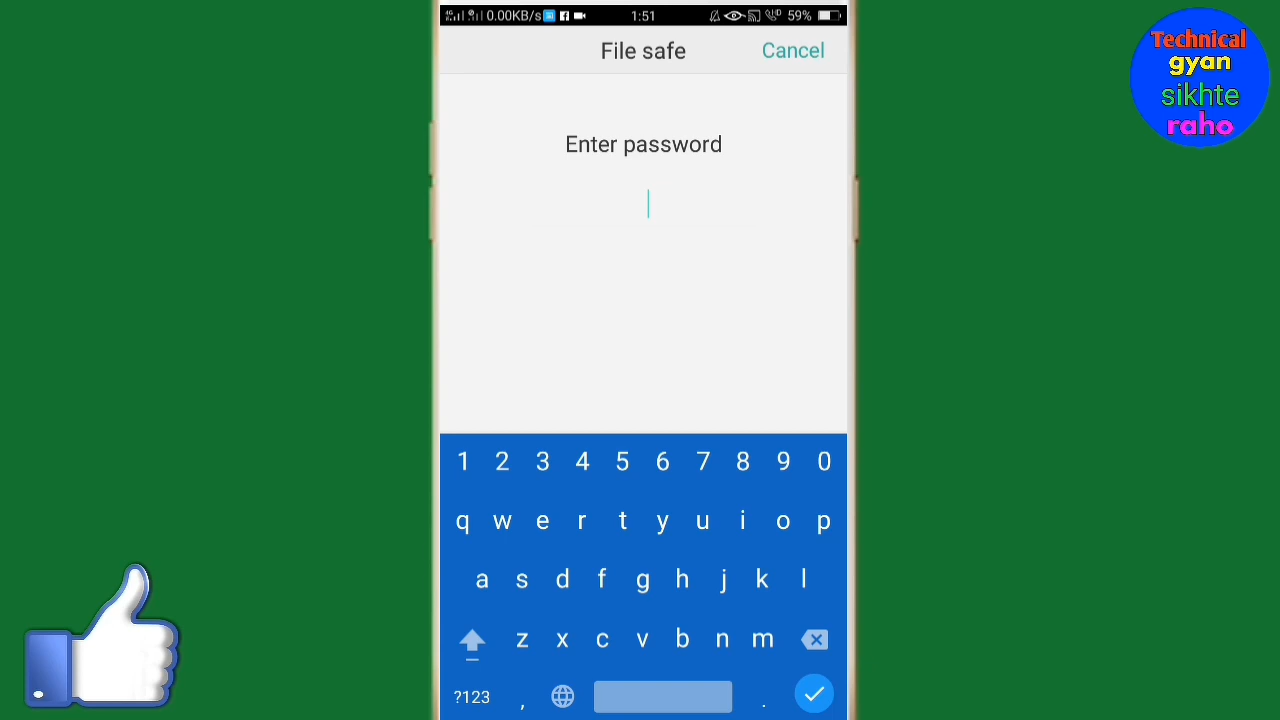 4G 0.00KB/s 1:51 59%
File safe Cancel
Enter password
1 2 3 4 5 6 7 8 9 0
q w e r t y u i o p
a s d f g h j k l
z x c v b n m
?123 , .
Technical
gyan
sikhte
raho